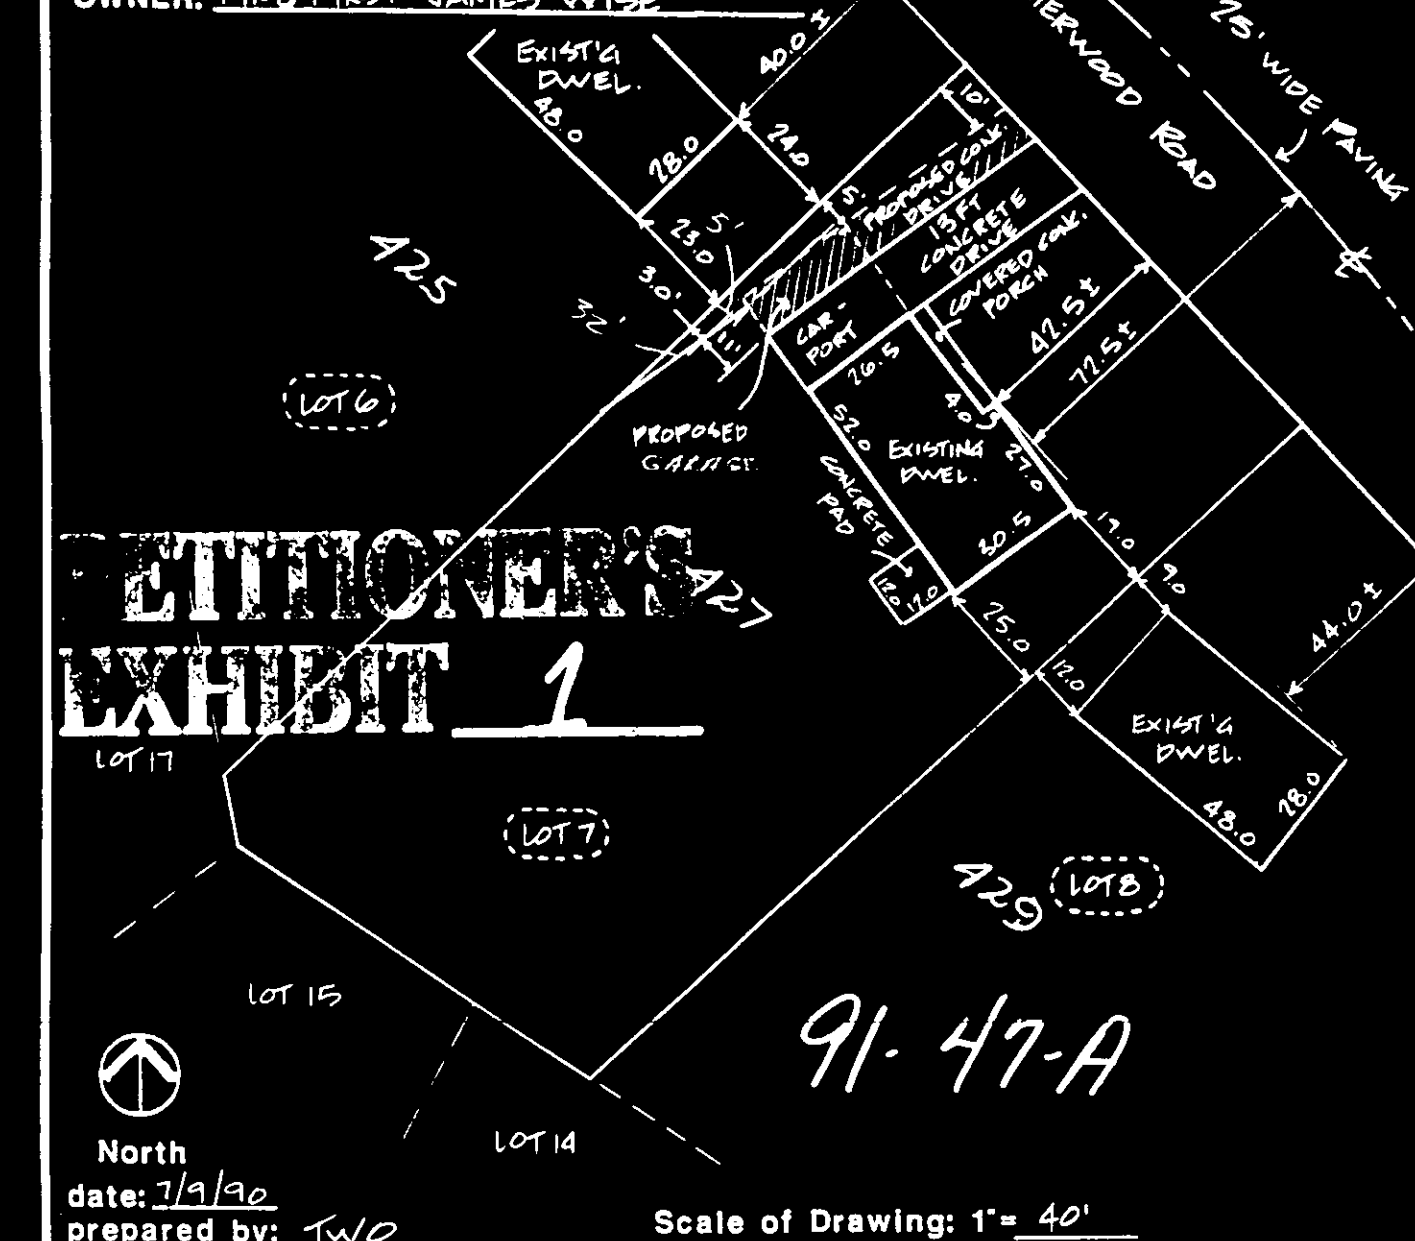 OWNER:
JAMES WISE
EXIST'G
DWEL.
48.0
28.0
40.0 ±
24.0
10'
5'
PROPOSED CONC.
DRIVE
13 FT
CONCRETE
DRIVE
COVERED CONC.
PORCH
ERWOOD ROAD
25' WIDE PAVING
23.0
5'
3.0'
32'
11'
425
LOT 6
CAR-
PORT
26.5
42.5 ±
72.5 ±
4.0
52.0
EXISTING
DWEL.
27.0
PROPOSED
GARAGE
CONCRETE
PAD
30.5
12.0
12.0
19.0
9.0
25.0
12.0
44.0 ±
PETITIONER'S
427
EXHIBIT 1
LOT 17
EXIST'G
DWEL.
48.0
28.0
LOT 7
429
LOT 8
LOT 15
91-47-A
LOT 14
North
date: 7/9/90
prepared by: TWO
Scale of Drawing: 1"= 40'